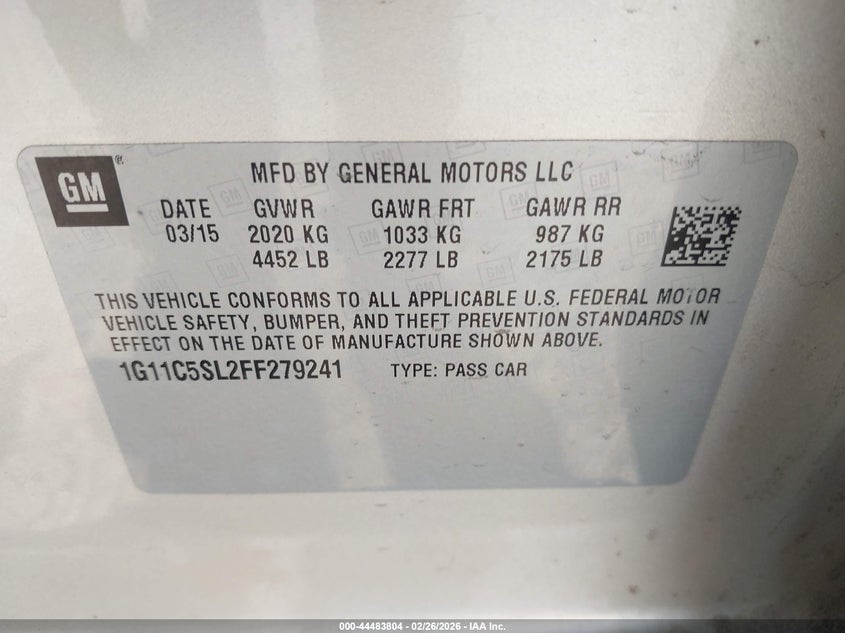 GM
MFD BY GENERAL MOTORS LLC
DATE GVWR GAWR FRT GAWR RR
03/15 2020 KG 1033 KG 987 KG
4452 LB 2277 LB 2175 LB
THIS VEHICLE CONFORMS TO ALL APPLICABLE U.S. FEDERAL MOTOR
VEHICLE SAFETY, BUMPER, AND THEFT PREVENTION STANDARDS IN
EFFECT ON THE DATE OF MANUFACTURE SHOWN ABOVE.
1G11C5SL2FF279241 TYPE: PASS CAR
000-44483804 - 02/26/2026 - IAA Inc.